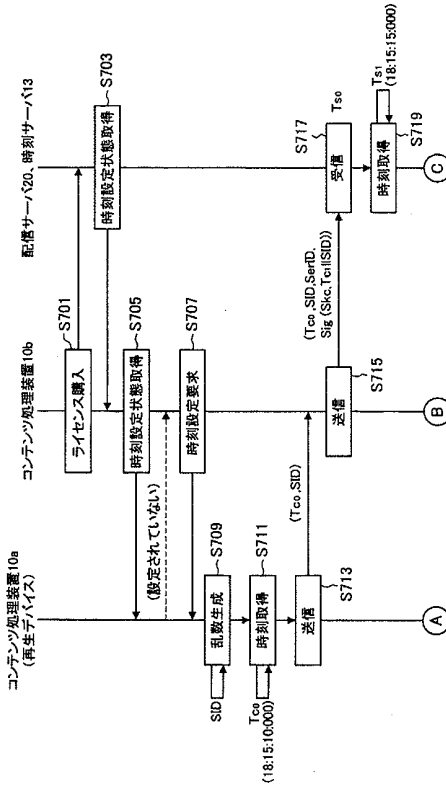 コンテンツ処理装置10a
(再生デバイス)
コンテンツ処理装置10b
配信サーバ20、時刻サーバ13
S701
ライセンス購入
S703
時刻設定状態取得
S705
時刻設定状態取得
(設定されていない)
S707
時刻設定要求
S709
乱数生成
SID
S711
時刻取得
Tc0
(18:15:10:000)
送信
S713
(Tc0,SID)
送信
S715
(Tc0,SID,SerID,
Sig (Skc,Tc1||SID))
S717
受信
Ts0
時刻取得
S719
Ts1
(18:15:15:000)
A
B
C